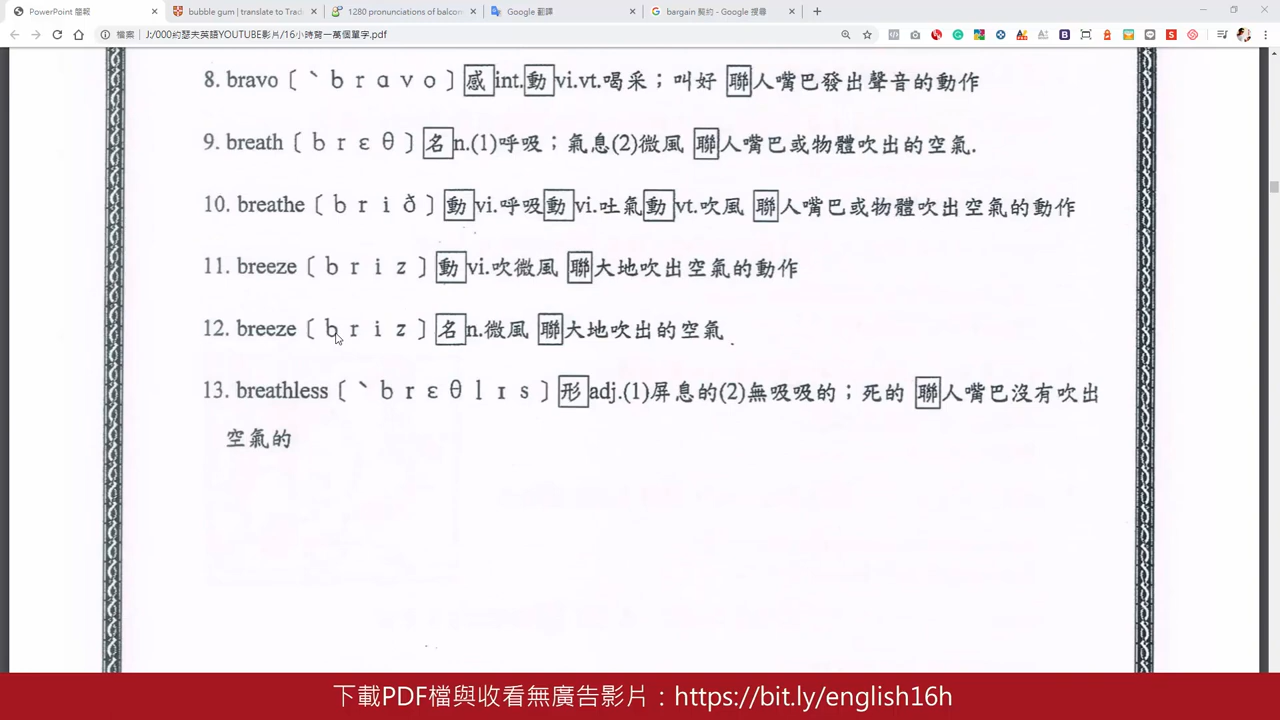 PowerPoint 簡報
bubble gum | translate to Trad
1280 pronunciations of balcon
Google 翻譯
bargain 契約 - Google 搜尋
檔案 | J:/000約瑟夫英語YOUTUBE影片/16小時背一萬個單字.pdf
8. bravo〔ˋb r ɑ v o〕感int.動vi.vt.喝采；叫好 聯人嘴巴發出聲音的動作
9. breath〔b r ɛ θ〕名n.(1)呼吸；氣息(2)微風 聯人嘴巴或物體吹出的空氣.
10. breathe〔b r i ð〕動vi.呼吸動vi.吐氣動vt.吹風 聯人嘴巴或物體吹出空氣的動作
11. breeze〔b r i z〕動vi.吹微風 聯大地吹出空氣的動作
12. breeze〔b r i z〕名n.微風 聯大地吹出的空氣
13. breathless〔ˋb r ɛ θ l ɪ s〕形adj.(1)屏息的(2)無吸吸的；死的 聯人嘴巴沒有吹出
空氣的
下載PDF檔與收看無廣告影片：https://bit.ly/english16h